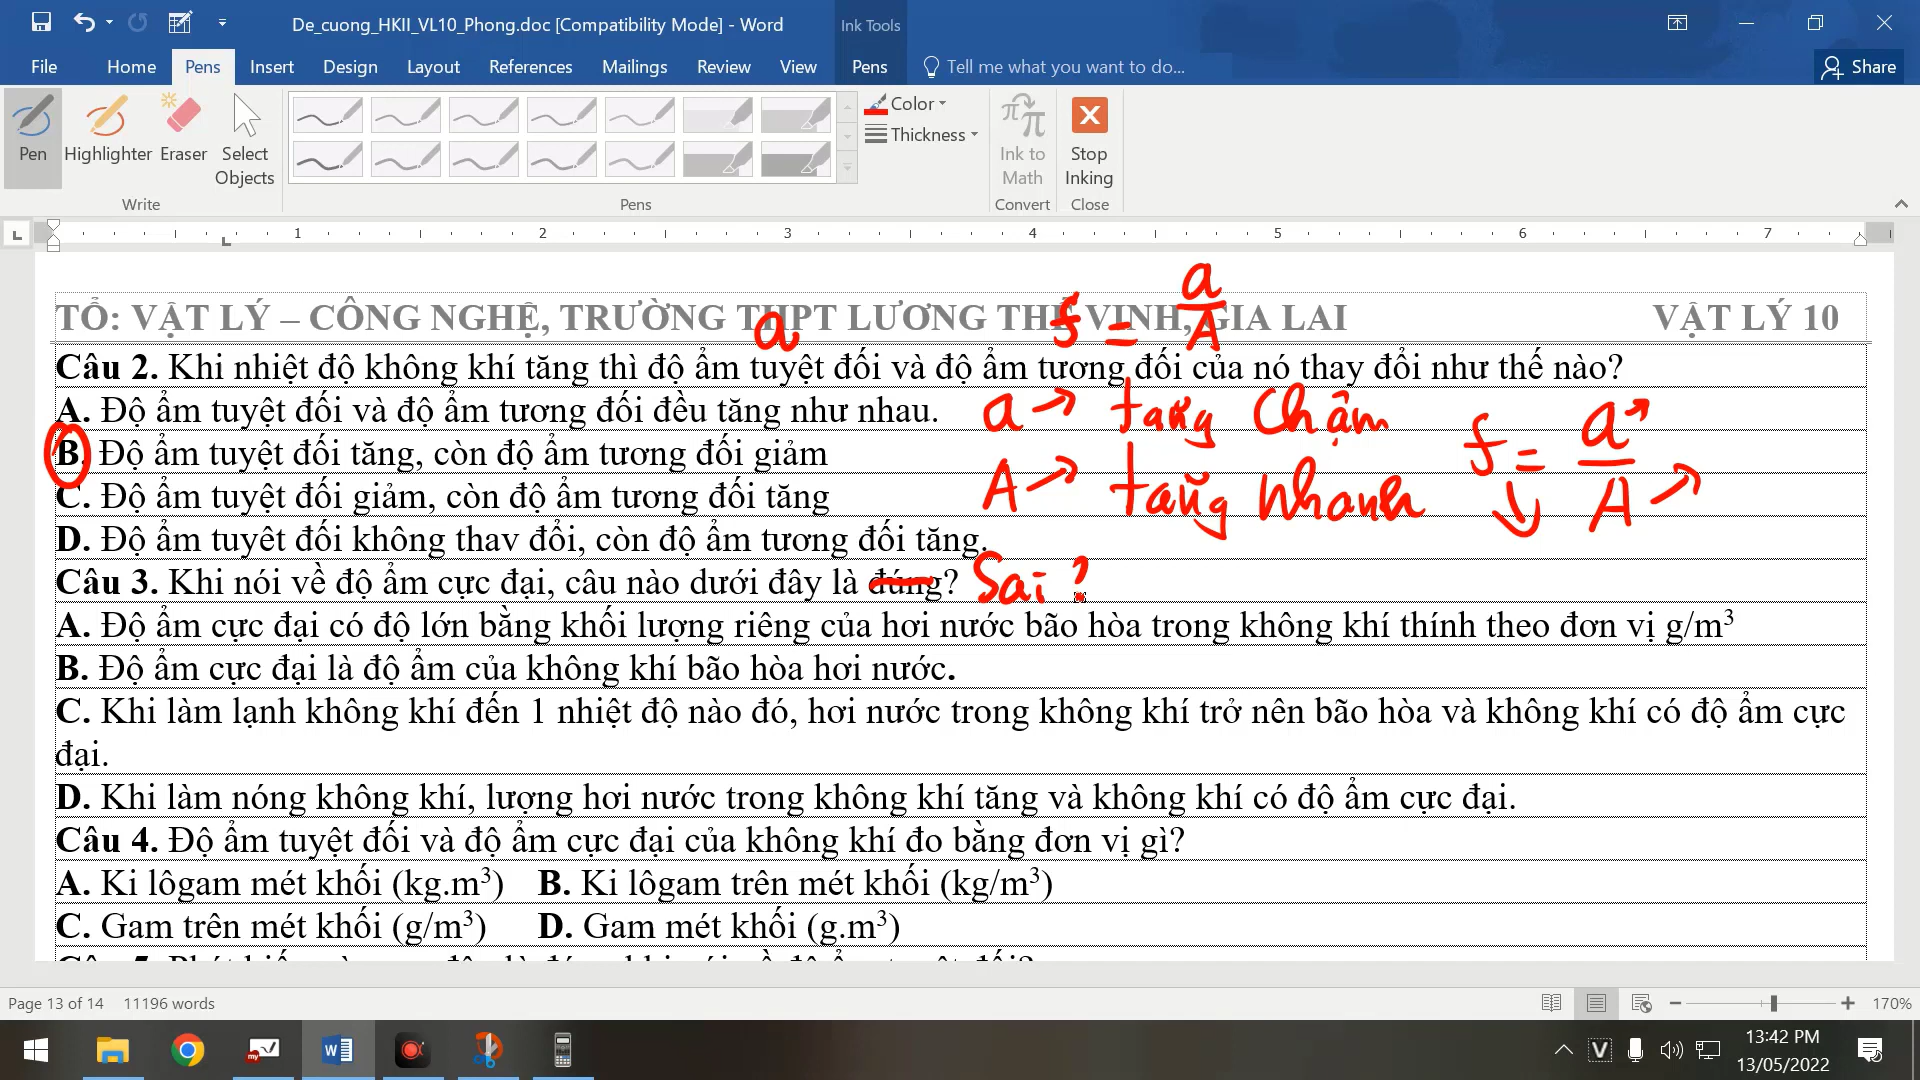 De_cuong_HKII_VL10_Phong.doc [Compatibility Mode] - Word
Ink Tools
File Home Pens Insert Design Layout References Mailings Review View Pens Tell me what you want to do... Share
Pen Highlighter Eraser Select Objects
Color
Thickness
Ink to Math
Stop Inking
Write Pens Convert Close
1 2 3 4 5 6 7
TỔ: VẬT LÝ – CÔNG NGHỆ, TRƯỜNG THPT LƯƠNG THẾ VINH, GIA LAI VẬT LÝ 10
a f = a/A
Câu 2. Khi nhiệt độ không khí tăng thì độ ẩm tuyệt đối và độ ẩm tương đối của nó thay đổi như thế nào?
A. Độ ẩm tuyệt đối và độ ẩm tương đối đều tăng như nhau. a ↗ tăng Chậm
B. Độ ẩm tuyệt đối tăng, còn độ ẩm tương đối giảm f ↓ = a ↗ / A ↗
C. Độ ẩm tuyệt đối giảm, còn độ ẩm tương đối tăng A ↗ tăng Nhanh
D. Độ ẩm tuyêt đối không thav đổi, còn độ ẩm tương đối tăng.
Câu 3. Khi nói về độ ẩm cực đại, câu nào dưới đây là đúng? Sai ?
A. Độ ẩm cực đại có độ lớn bằng khối lượng riêng của hơi nước bão hòa trong không khí thính theo đơn vị g/m³
B. Độ ẩm cực đại là độ ẩm của không khí bão hòa hơi nước.
C. Khi làm lạnh không khí đến 1 nhiệt độ nào đó, hơi nước trong không khí trở nên bão hòa và không khí có độ ẩm cực
đại.
D. Khi làm nóng không khí, lượng hơi nước trong không khí tăng và không khí có độ ẩm cực đại.
Câu 4. Độ ẩm tuyệt đối và độ ẩm cực đại của không khí đo bằng đơn vị gì?
A. Ki lôgam mét khối (kg.m³) B. Ki lôgam trên mét khối (kg/m³)
C. Gam trên mét khối (g/m³) D. Gam mét khối (g.m³)
Page 13 of 14 11196 words 170%
13:42 PM
13/05/2022